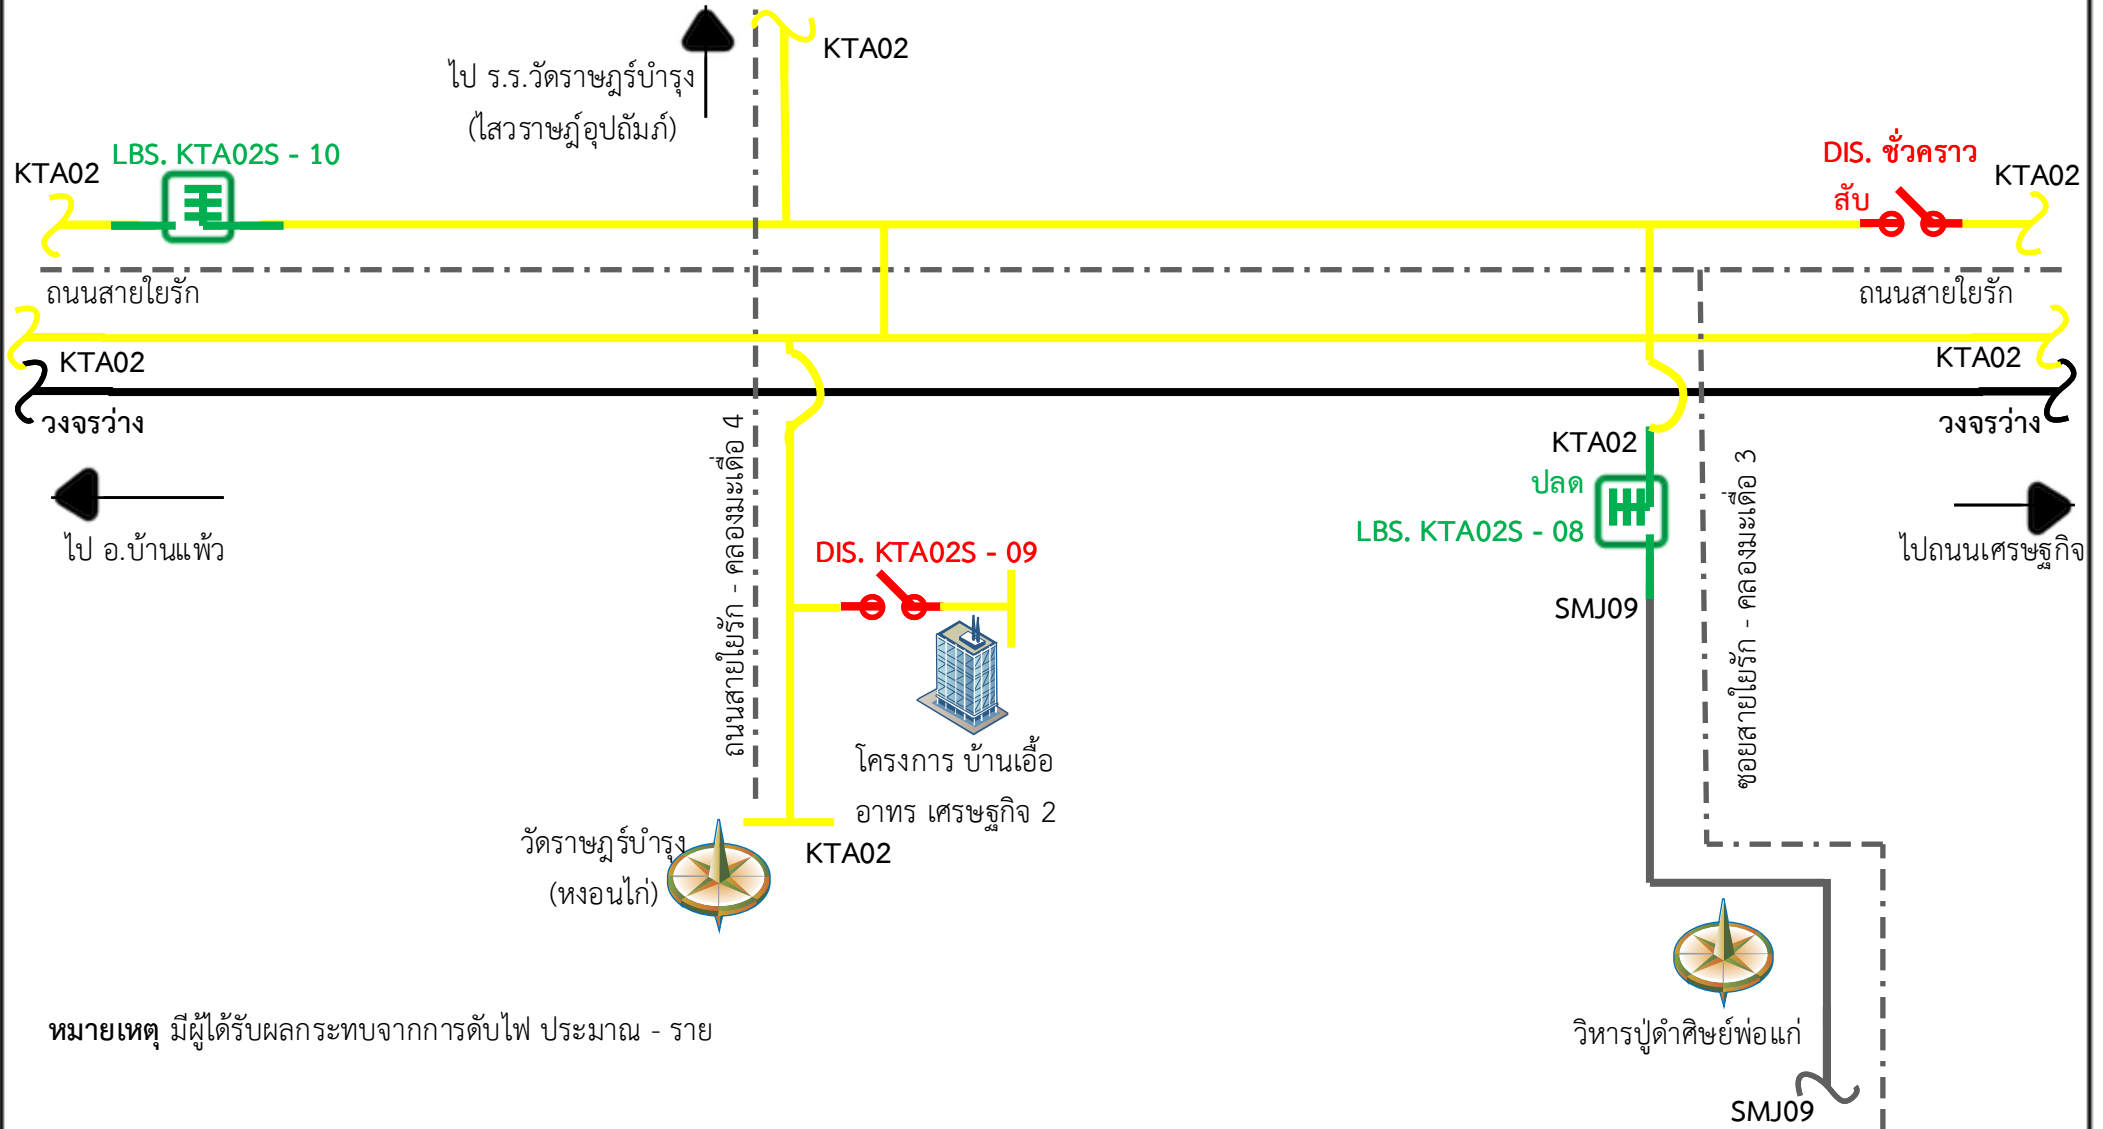 KTA02
ไป ร.ร.วัดราษฎร์บำรุง
(ไสวราษฎ์อุปถัมภ์)
LBS. KTA02S - 10
KTA02
DIS. ชั่วคราว
สับ
KTA02
ถนนสายใยรัก
ถนนสายใยรัก
KTA02
KTA02
วงจรว่าง
วงจรว่าง
ถนนสายใยรัก - คลองมะเดื่อ 4
KTA02
ปลด
LBS. KTA02S - 08
ซอยสายใยรัก - คลองมะเดื่อ 3
ไป อ.บ้านแพ้ว
ไปถนนเศรษฐกิจ
DIS. KTA02S - 09
SMJ09
โครงการ บ้านเอื้อ
อาทร เศรษฐกิจ 2
วัดราษฎร์บำรุง
(หงอนไก่)
KTA02
วิหารปู่ดำศิษย์พ่อแก่
หมายเหตุ มีผู้ได้รับผลกระทบจากการดับไฟ ประมาณ - ราย
SMJ09